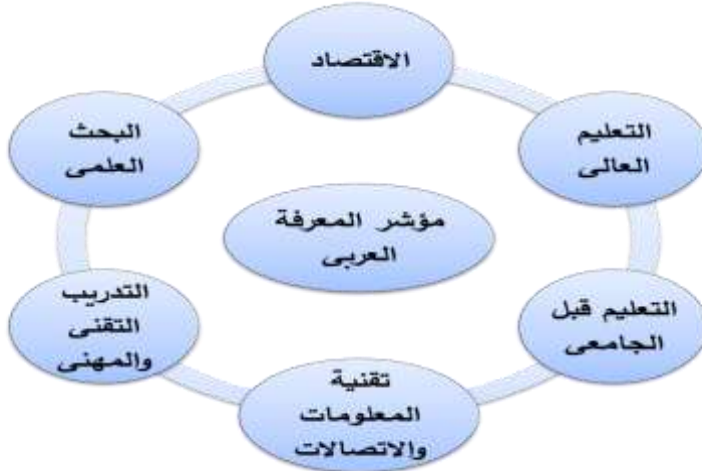 الاقتصاد
التعليم
العالى
البحث
العلمى
مؤشر المعرفة
العربى
التعليم قبل
الجامعى
التدريب
التقنى
والمهنى
تقنية
المعلومات
والاتصالات